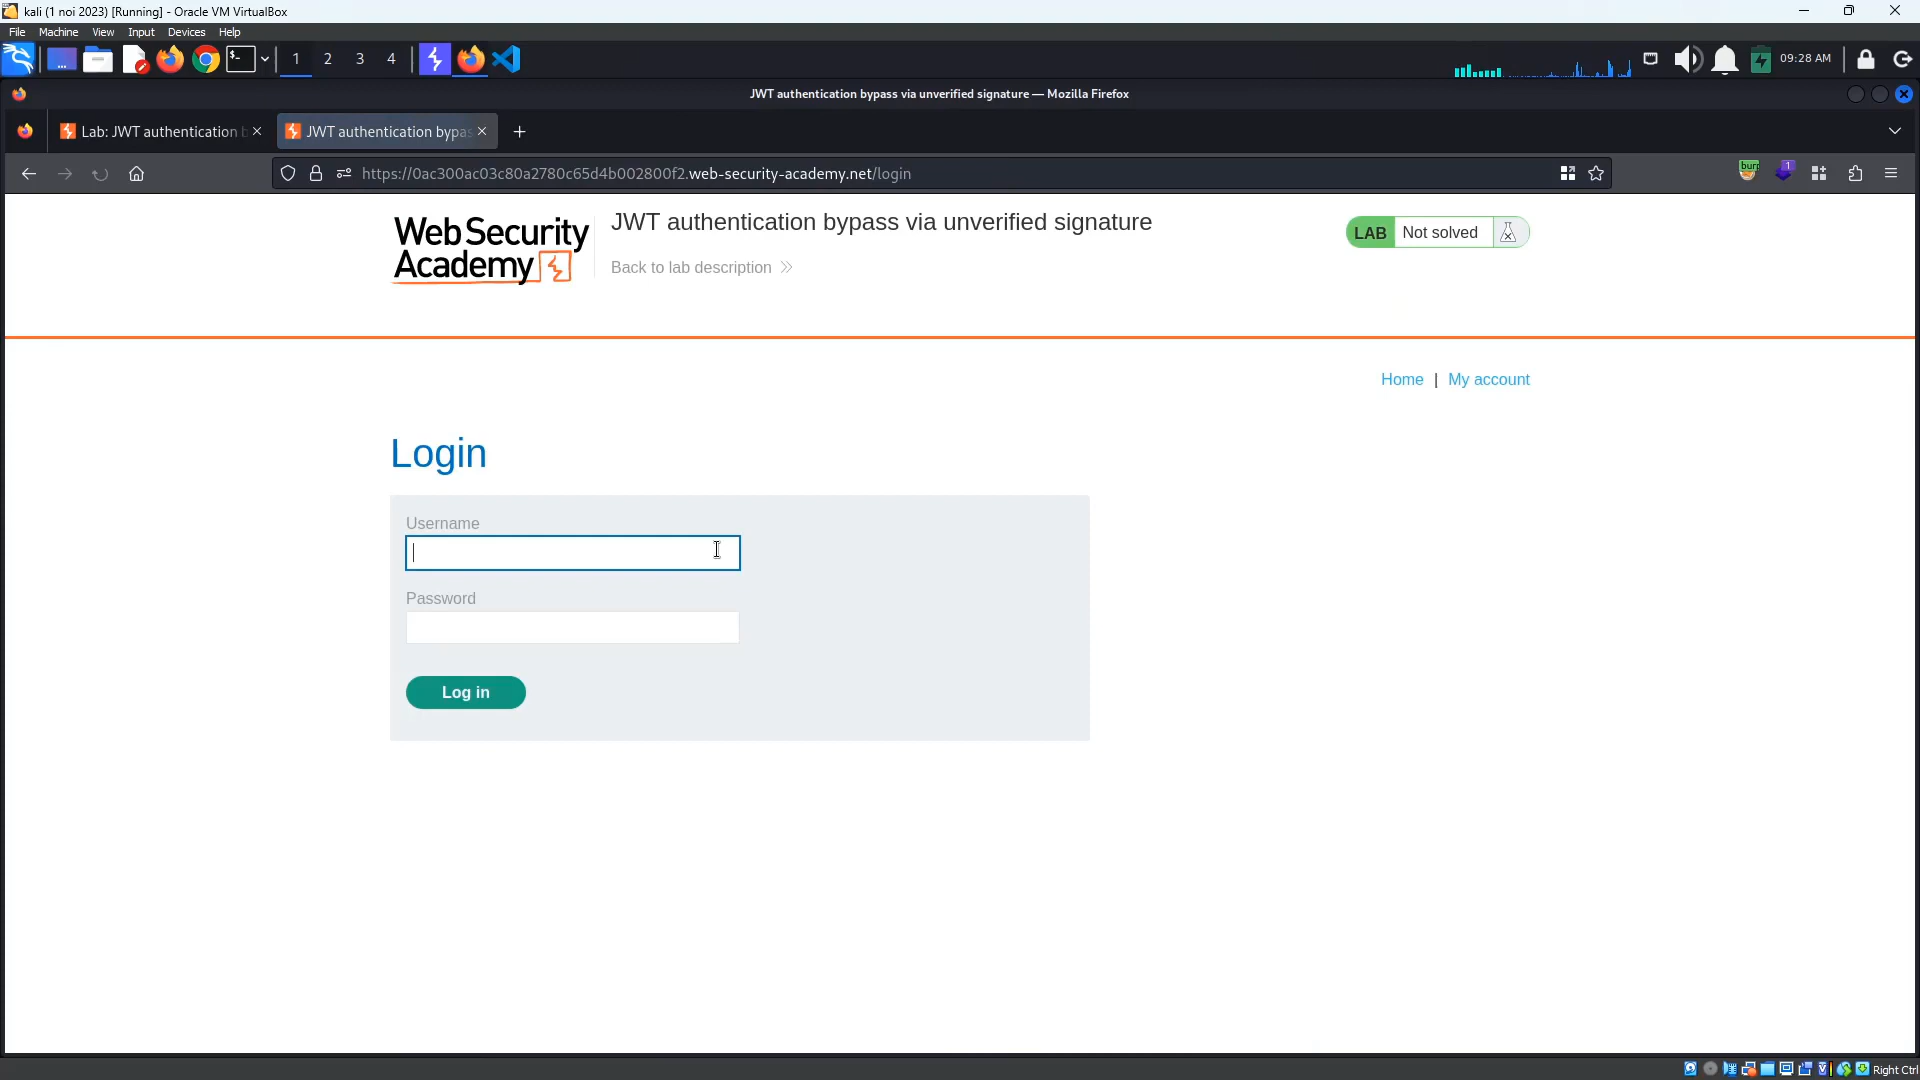 kali (1 noi 2023) [Running] - Oracle VM VirtualBox
File Machine View Input Devices Help
1 2 3 4 09:28 AM
JWT authentication bypass via unverified signature — Mozilla Firefox
Lab: JWT authentication b JWT authentication bypas
https://0ac300ac03c80a2780c65d4b002800f2.web-security-academy.net/login
burp 1
Web Security
Academy
JWT authentication bypass via unverified signature
Back to lab description
LAB Not solved
Home | My account
Login
Username
Password
Log in
Right Ctrl